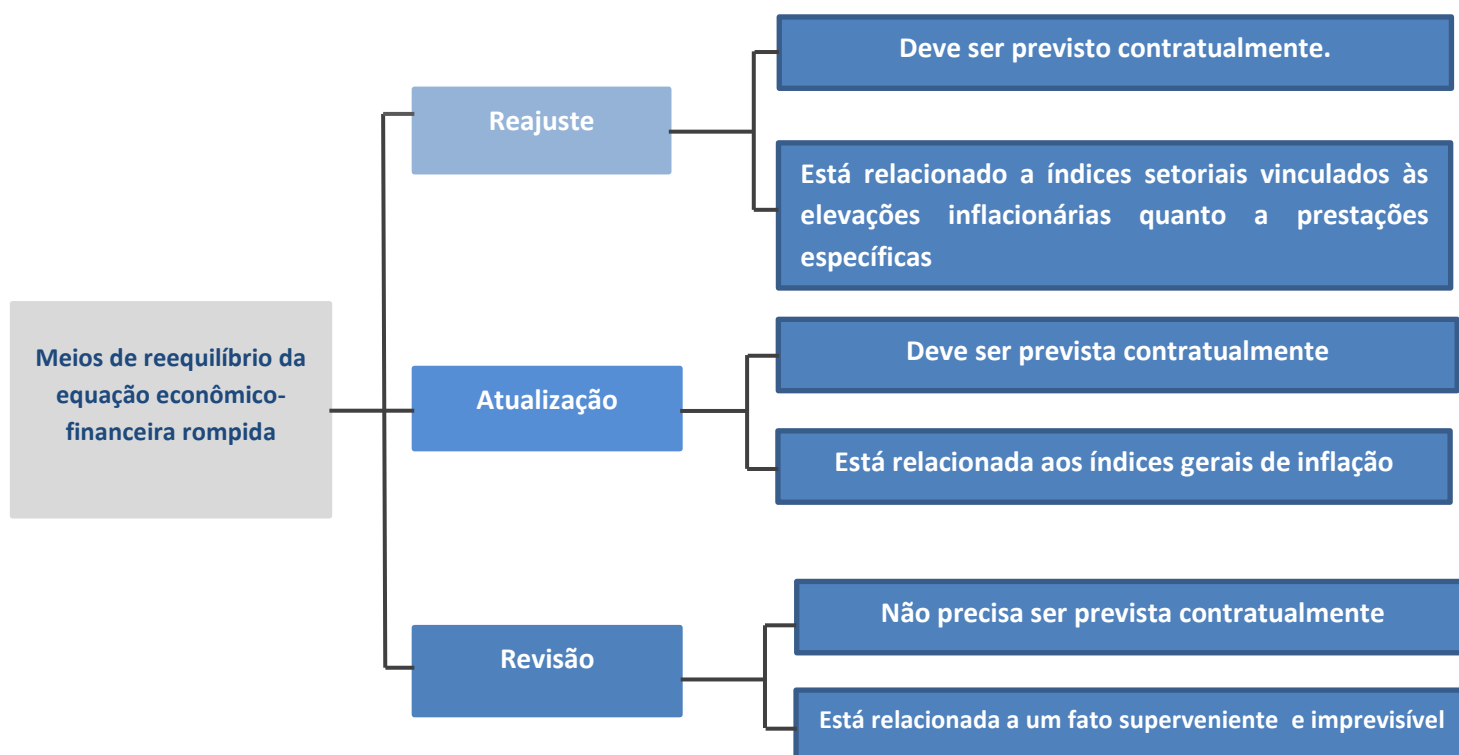 Meios de reequilíbrio da
equação econômico-
financeira rompida
Reajuste
Deve ser previsto contratualmente.
Está relacionado a índices setoriais vinculados às
elevações inflacionárias quanto a prestações
específicas
Atualização
Deve ser prevista contratualmente
Está relacionada aos índices gerais de inflação
Revisão
Não precisa ser prevista contratualmente
Está relacionada a um fato superveniente e imprevisível